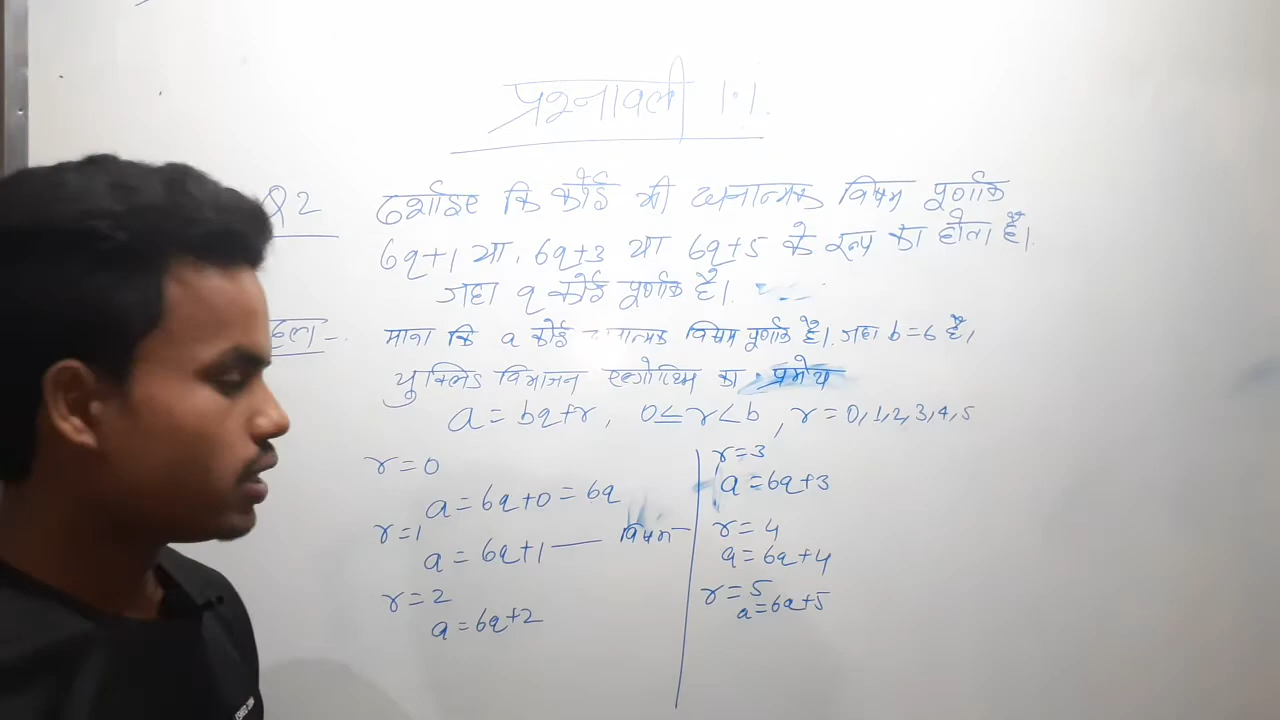 प्रश्नावली 1.1
Q2 दर्शाइए कि कोई भी धनात्मक विषम पूर्णांक
6q+1 या, 6q+3 या 6q+5 के रूप का होता है।
जहा q कोई पूर्णांक है।
हल:- माना कि a कोई विषम पूर्णांक है। जहा b=6 है,
युक्लिड विभाजन एल्गोरिथ्म का प्रमेय
a = bq+r, 0≤r<b, r = 0,1,2,3,4,5
r=0
a = 6q+0 = 6q
r=1
a = 6q+1 — विषम
r=2
a = 6q+2
r=3
a=6q+3
r=4
a=6q+4
r=5
a=6q+5